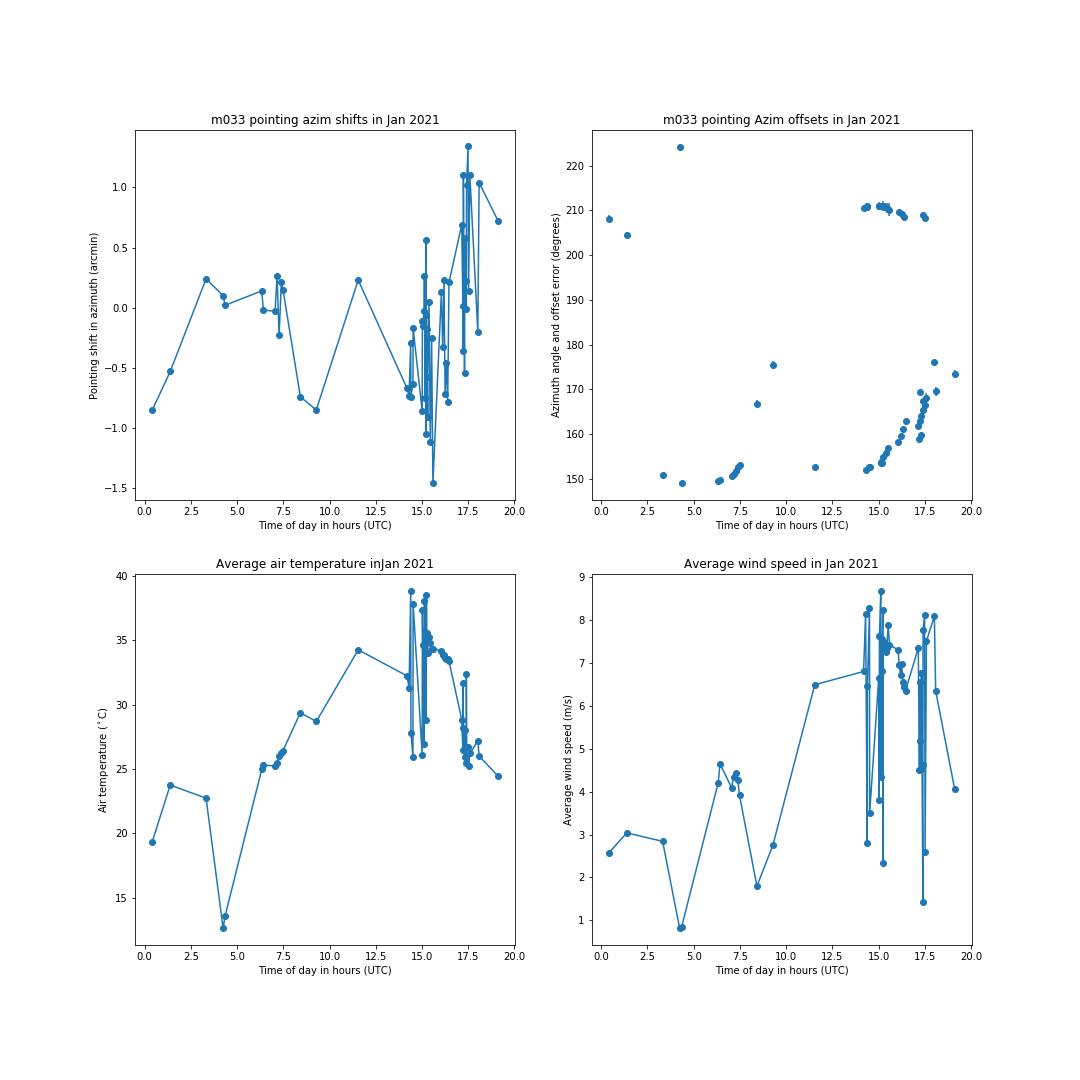 m033 pointing azim shifts in Jan 2021
Pointing shift in azimuth (arcmin)
1.0
0.5
0.0
−0.5
−1.0
−1.5
0.0 2.5 5.0 7.5 10.0 12.5 15.0 17.5 20.0
Time of day in hours (UTC)
m033 pointing Azim offsets in Jan 2021
Azimuth angle and offset error (degrees)
220
210
200
190
180
170
160
150
0.0 2.5 5.0 7.5 10.0 12.5 15.0 17.5 20.0
Time of day in hours (UTC)
Average air temperature inJan 2021
Air temperature (°C)
40
35
30
25
20
15
0.0 2.5 5.0 7.5 10.0 12.5 15.0 17.5 20.0
Time of day in hours (UTC)
Average wind speed in Jan 2021
Average wind speed (m/s)
9
8
7
6
5
4
3
2
1
0.0 2.5 5.0 7.5 10.0 12.5 15.0 17.5 20.0
Time of day in hours (UTC)